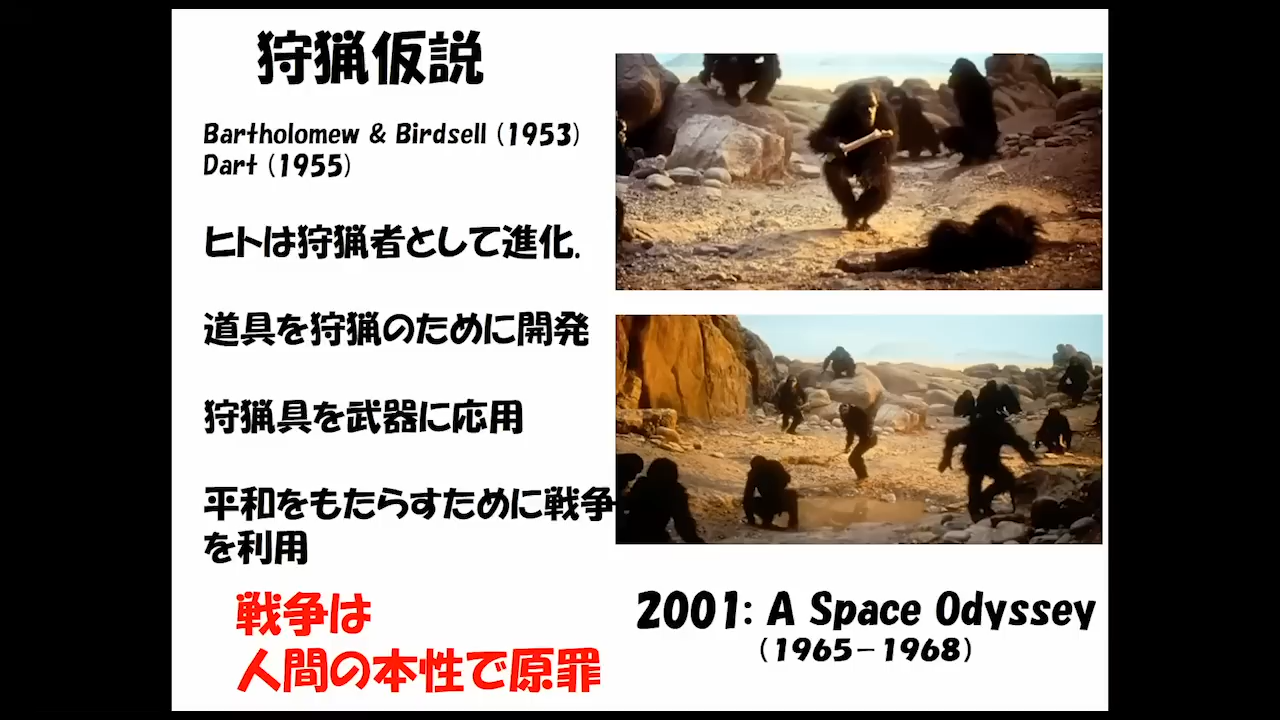 狩猟仮説
Bartholomew & Birdsell (1953)
Dart (1955)
ヒトは狩猟者として進化.
道具を狩猟のために開発
狩猟具を武器に応用
平和をもたらすために戦争
を利用
戦争は
人間の本性で原罪
2001: A Space Odyssey
(1965-1968)